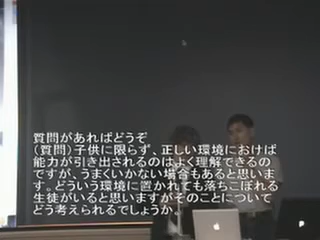 質問があればどうぞ
（質問）子供に限らず、正しい環境におけば
能力が引き出されるのはよく理解できるの
ですが、うまくいかない場合もあると思いま
す。どういう環境に置かれても落ちこぼれる
生徒がいると思いますがそのことについて
どう考えられるでしょうか。